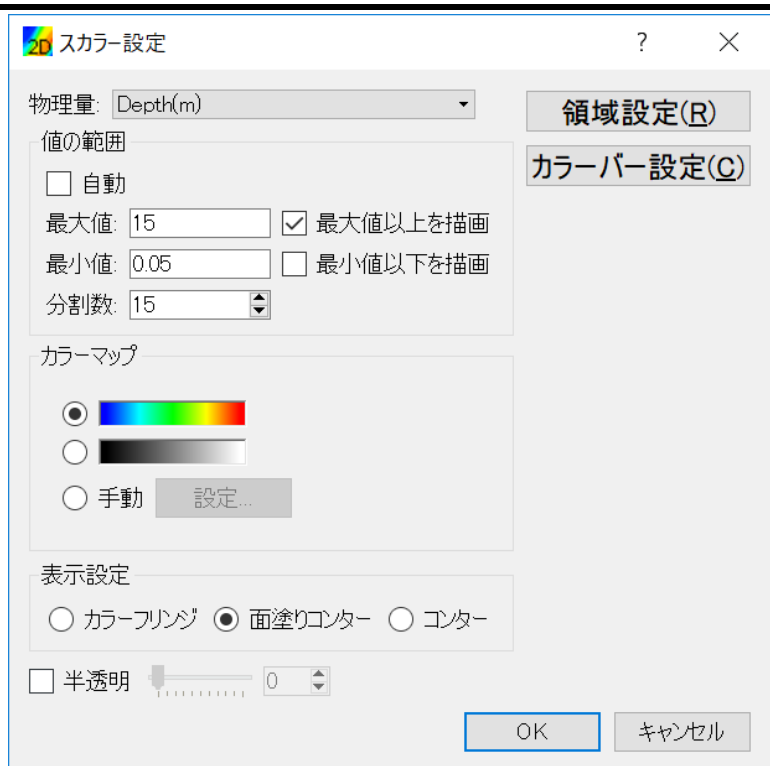 2D スカラー設定 ?
物理量: Depth(m)
領域設定(R)
値の範囲
カラーバー設定(C)
自動
最大値: 15 最大値以上を描画
最小値: 0.05 最小値以下を描画
分割数: 15
カラーマップ
手動 設定...
表示設定
カラーフリンジ 面塗りコンター コンター
半透明 0
OK キャンセル